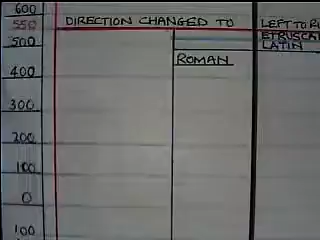 600
550 DIRECTION CHANGED TO LEFT TO
500 ETRUSCA
LATIN
400 ROMAN
300
200
100
0
100